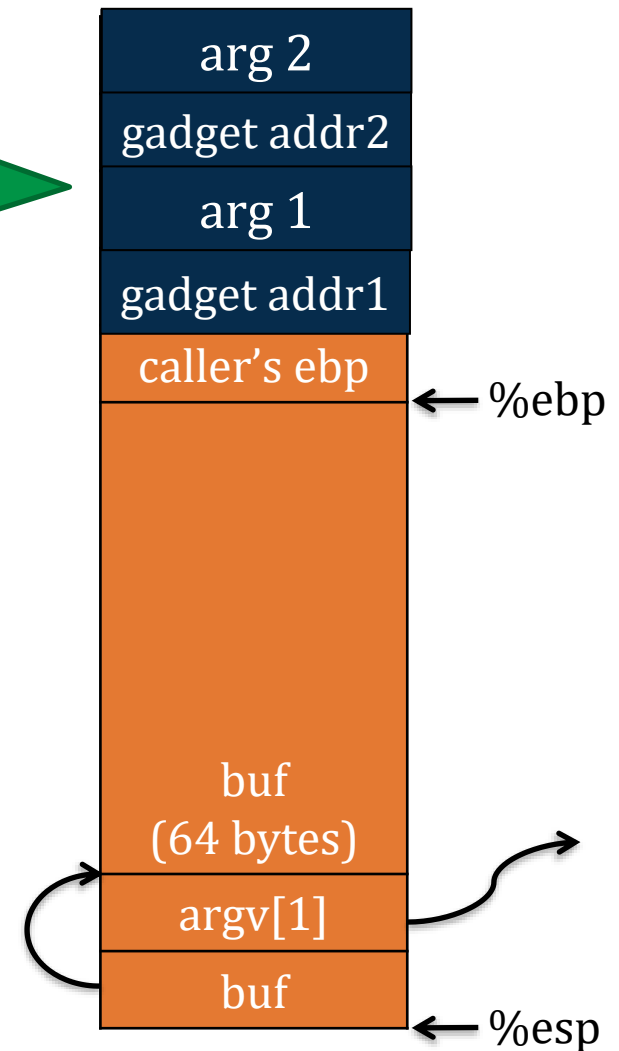 arg 2
gadget addr2
arg 1
gadget addr1
caller’s ebp
%ebp
buf
(64 bytes)
argv[1]
buf
%esp